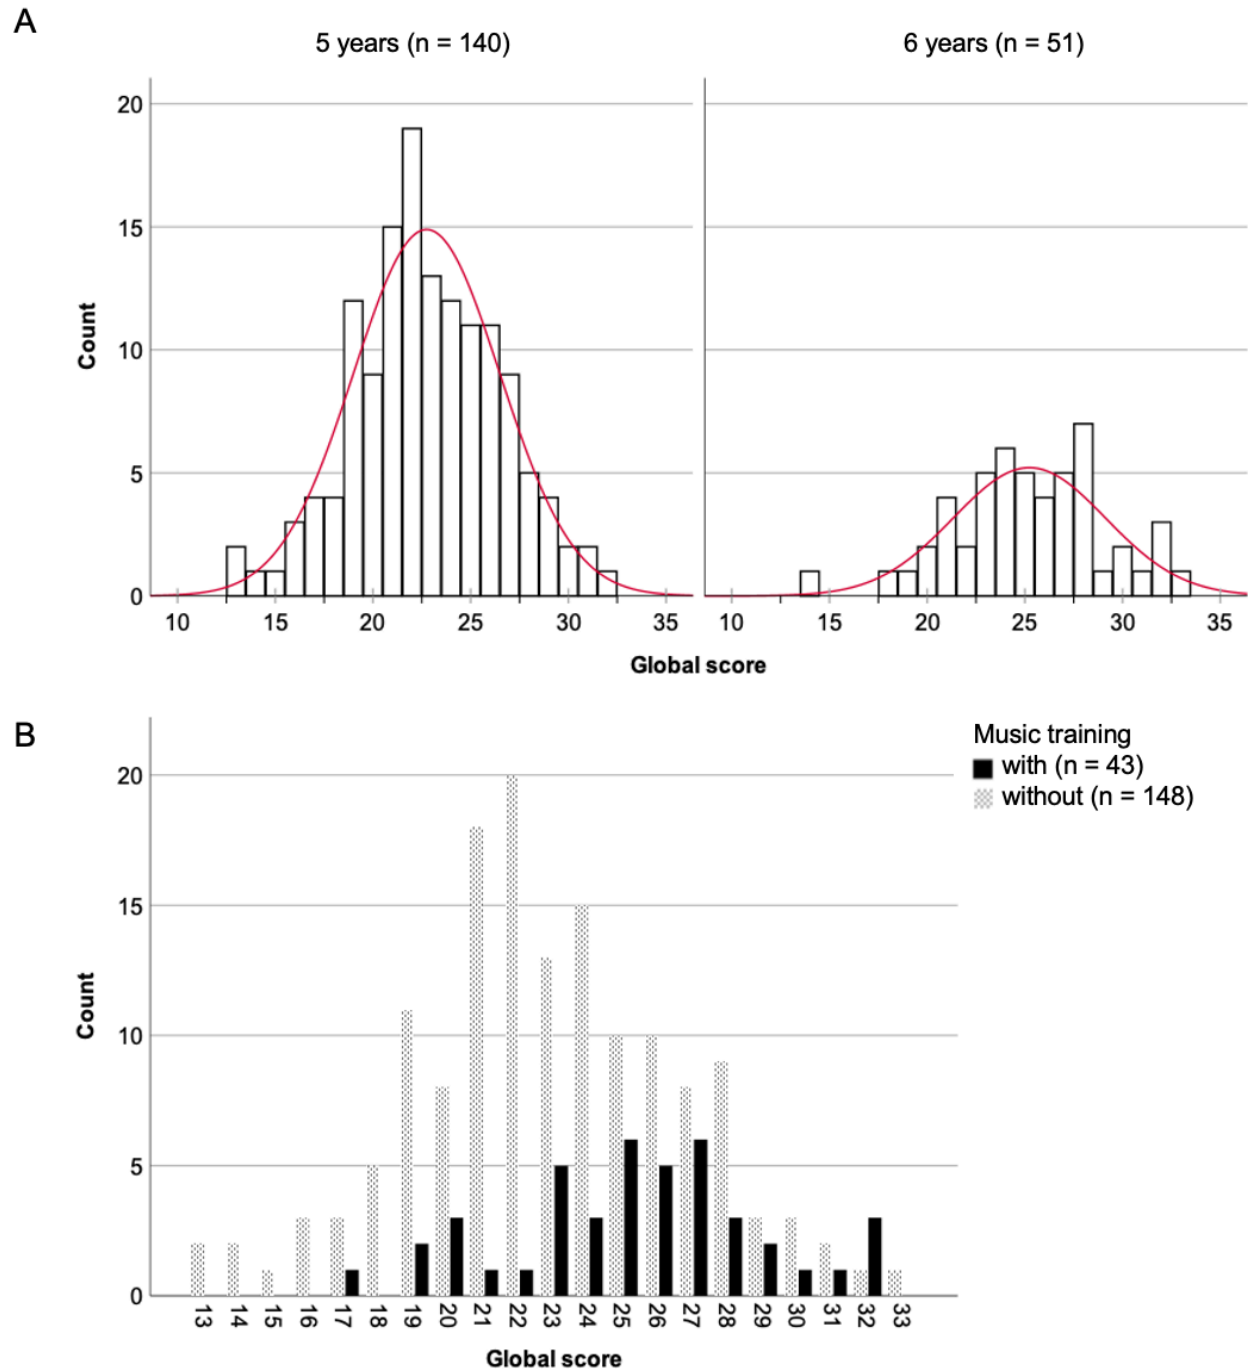 A
5 years (n = 140)
6 years (n = 51)
20
15
10
5
0
Count
10 15 20 25 30 35
10 15 20 25 30 35
Global score
B
Music training
with (n = 43)
without (n = 148)
20
15
10
5
0
Count
13 14 15 16 17 18 19 20 21 22 23 24 25 26 27 28 29 30 31 32 33
Global score